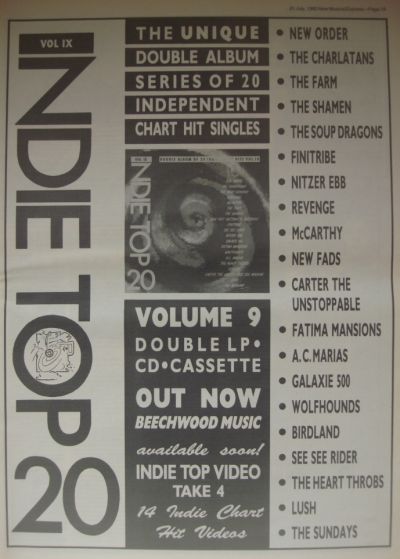 VOL IX
INDIE TOP 20
THE UNIQUE
DOUBLE ALBUM
SERIES OF 20
INDEPENDENT
CHART HIT SINGLES
VOL IX
INDIE TOP 20
VOLUME 9
DOUBLE LP•
CD•CASSETTE
OUT NOW
BEECHWOOD MUSIC
available soon!
INDIE TOP VIDEO
TAKE 4
14 Indie Chart
Hit Videos
• NEW ORDER
• THE CHARLATANS
• THE FARM
• THE SHAMEN
• THE SOUP DRAGONS
• FINITRIBE
• NITZER EBB
• REVENGE
• McCARTHY
• NEW FADS
• CARTER THE
UNSTOPPABLE
• FATIMA MANSIONS
• A.C. MARIAS
• GALAXIE 500
• WOLFHOUNDS
• BIRDLAND
• SEE SEE RIDER
• THE HEART THROBS
• LUSH
• THE SUNDAYS